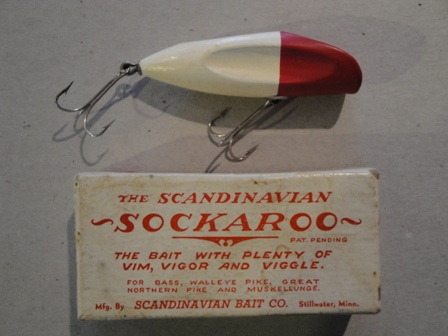 THE SCANDINAVIAN
~SOCKAROO~
PAT. PENDING
THE BAIT WITH PLENTY OF
VIM, VIGOR AND VIGGLE.
FOR BASS, WALLEYE PIKE, GREAT
NORTHERN PIKE AND MUSKELLUNGE.
Mfg. By SCANDINAVIAN BAIT CO. Stillwater, Minn.